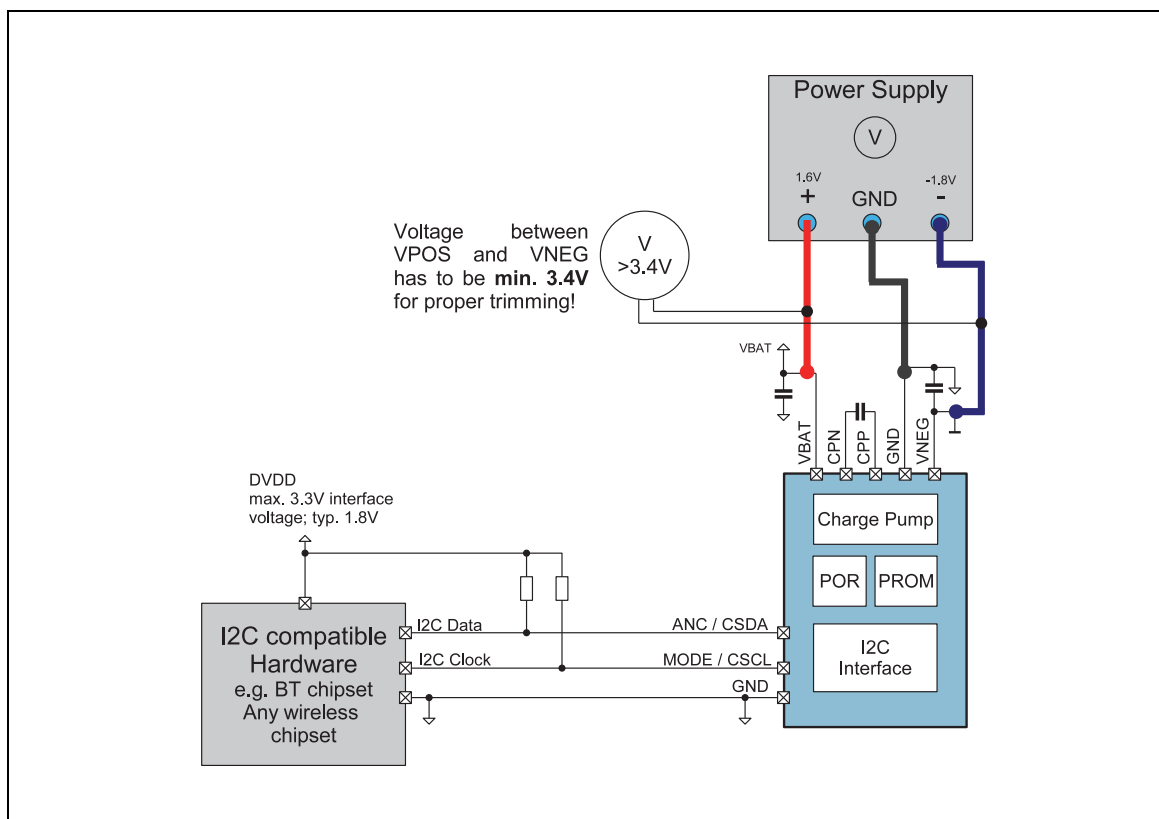 Power Supply
V
1.6V
-1.8V
+
GND
-
Voltage between
VPOS and VNEG
has to be min. 3.4V
for proper trimming!
V
>3.4V
VBAT
VBAT
CPN
CPP
GND
VNEG
DVDD
max. 3.3V interface
voltage; typ. 1.8V
Charge Pump
POR
PROM
I2C
Interface
I2C compatible
Hardware
e.g. BT chipset
Any wireless
chipset
I2C Data
ANC / CSDA
I2C Clock
MODE / CSCL
GND